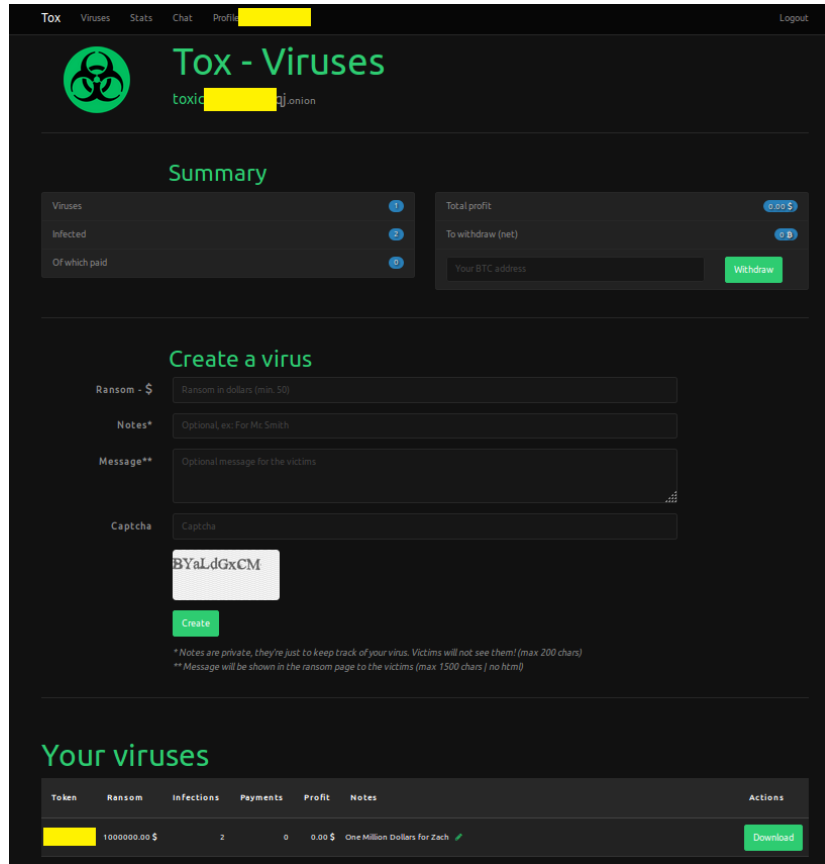 Tox Viruses Stats Chat Profile Logout
Tox - Viruses
toxic qj.onion
Summary
Viruses 1
Infected 2
Of which paid 0
Total profit 0.00 $
To withdraw (net) 0 ฿
Your BTC address Withdraw
Create a virus
Ransom - $ Ransom in dollars (min. 50)
Notes* Optional, ex: For Mr. Smith
Message** Optional message for the victims
Captcha Captcha
BYaLdGxCM
Create
* Notes are private, they're just to keep track of your virus. Victims will not see them! (max 200 chars)
** Message will be shown in the ransom page to the victims (max 1500 chars | no html)
Your viruses
Token Ransom Infections Payments Profit Notes Actions
1000000.00 $ 2 0 0.00 $ One Million Dollars for Zach Download